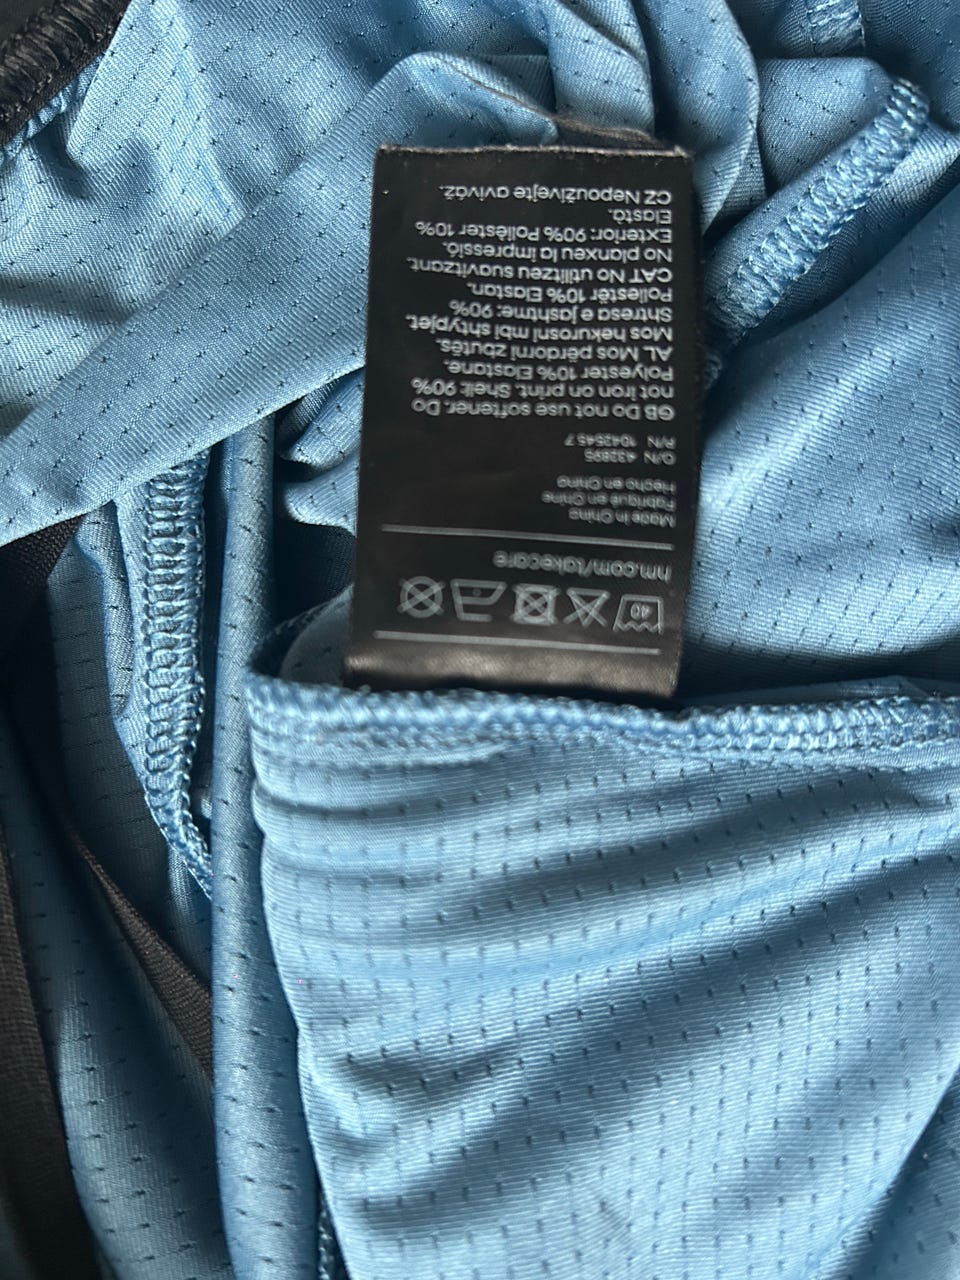 40
hm.com/takecare
Made in China
Fabriqué en Chine
Hecho en China
O/N 432895
P/N 1042545 7
GB Do not use softener. Do
not iron on print. Shell: 90%
Polyester 10% Elastane.
AL Mos përdorni zbutës.
Mos hekurosni mbi shtypjet.
Shtresa e jashtme: 90%
Poliestër 10% Elastan.
CAT No utilitzeu suavitzant.
No planxeu la impressió.
Exterior: 90% Polièster 10%
Elastà.
CZ Nepoužívejte aviváž.